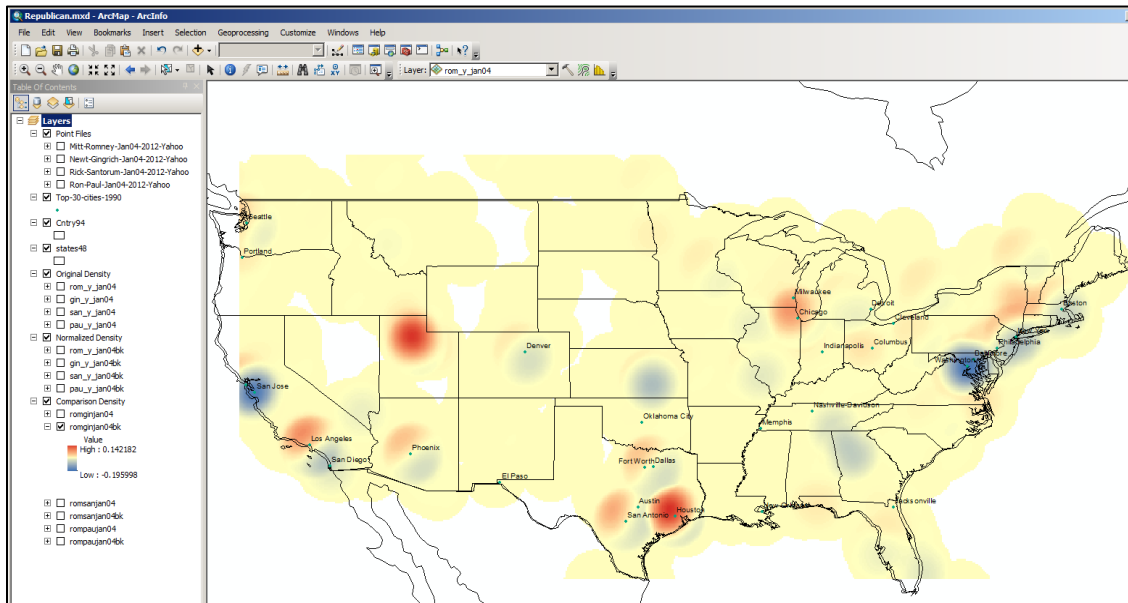 Republican.mxd - ArcMap - ArcInfo
File Edit View Bookmarks Insert Selection Geoprocessing Customize Windows Help
Layer: rom_y_jan04
Table Of Contents
Layers
Point Files
Mitt-Romney-Jan04-2012-Yahoo
Newt-Gingrich-Jan04-2012-Yahoo
Rick-Santorum-Jan04-2012-Yahoo
Ron-Paul-Jan04-2012-Yahoo
Top-30-cities-1990
Cntry94
states48
Original Density
rom_y_jan04
gin_y_jan04
san_y_jan04
pau_y_jan04
Normalized Density
rom_y_jan04bk
gin_y_jan04bk
san_y_jan04bk
pau_y_jan04bk
Comparison Density
romginjan04
romginjan04bk
Value
High : 0.142182
Low : -0.195998
romsanjan04
romsanjan04bk
rompaujan04
rompaujan04bk
Seattle
Portland
Milwaukee
Chicago
Detroit
Cleveland
Boston
Denver
Indianapolis
Columbus
Philadelphia
Baltimore
Washington
San Jose
Nashville-Davidson
Oklahoma City
Memphis
Los Angeles
Phoenix
San Diego
Fort Worth
Dallas
El Paso
Austin
San Antonio
Houston
Jacksonville